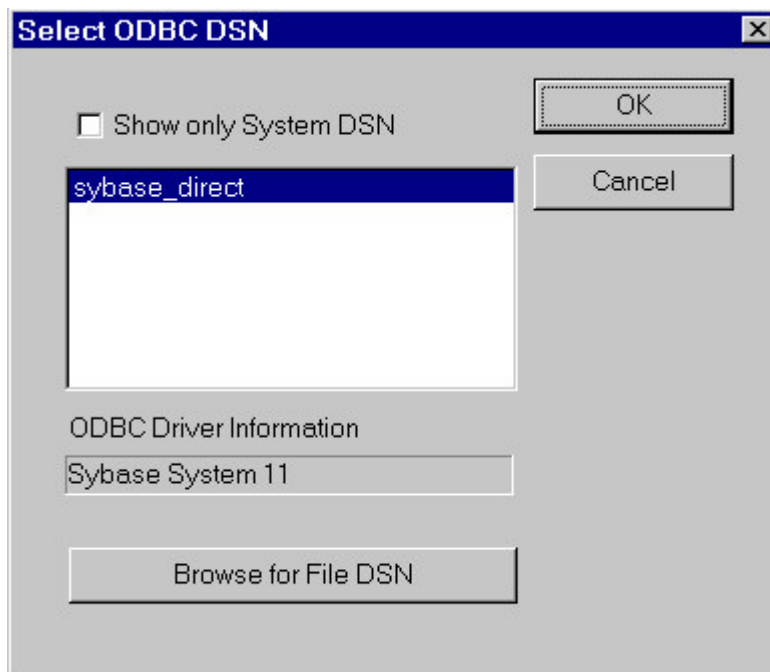 Select ODBC DSN
Show only System DSN
OK
sybase_direct
Cancel
ODBC Driver Information
Sybase System 11
Browse for File DSN